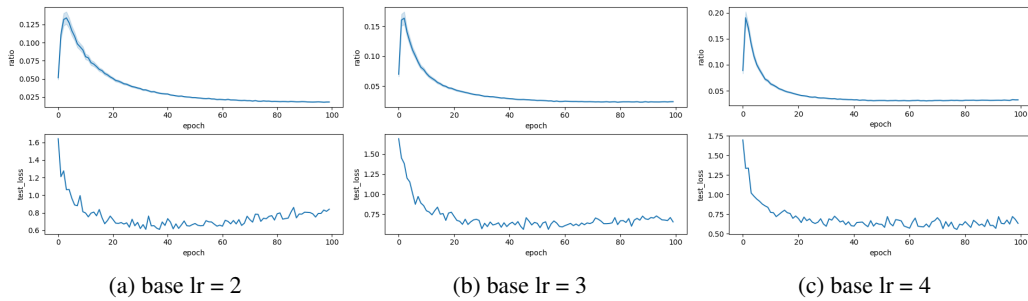 ratio
0.125
0.100
0.075
0.050
0.025
0 20 40 60 80 100
epoch
test_loss
1.6
1.4
1.2
1.0
0.8
0.6
0 20 40 60 80 100
epoch
(a) base lr = 2
ratio
0.15
0.10
0.05
0 20 40 60 80 100
epoch
test_loss
1.50
1.25
1.00
0.75
0 20 40 60 80 100
epoch
(b) base lr = 3
ratio
0.20
0.15
0.10
0.05
0 20 40 60 80 100
epoch
test_loss
1.75
1.50
1.25
1.00
0.75
0.50
0 20 40 60 80 100
epoch
(c) base lr = 4